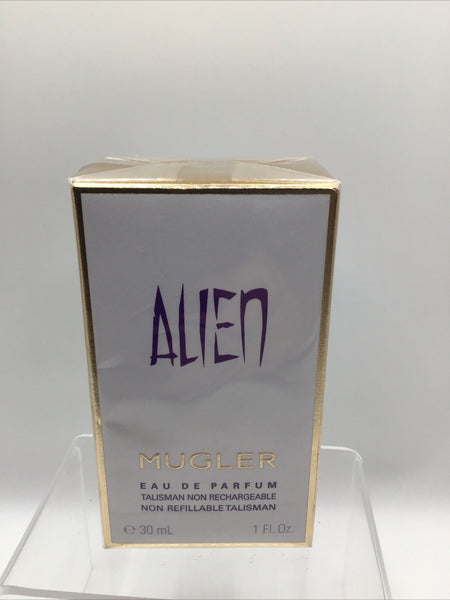 ALIEN
MUGLER
EAU DE PARFUM
TALISMAN NON RECHARGEABLE
NON REFILLABLE TALISMAN
℮ 30 mL 1 Fl. Oz.